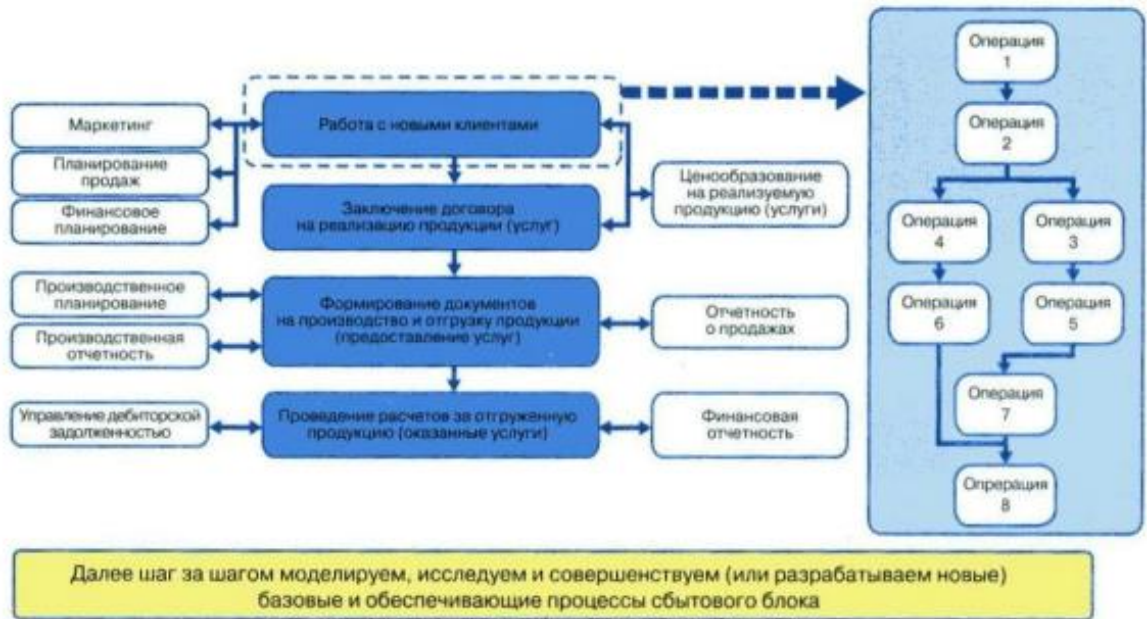 Маркетинг
Планирование
продаж
Финансовое
планирование
Производственное
планирование
Производственная
отчетность
Управление дебиторской
задолженностью
Работа с новыми клиентами
Заключение договора
на реализацию продукции (услуг)
Формирование документов
на производство и отгрузку продукции
(предоставление услуг)
Проведение расчетов за отгруженную
продукцию (оказанные услуги)
Ценообразование
на реализуемую
продукцию (услуги)
Отчетность
о продажах
Финансовая
отчетность
Операция
1
Операция
2
Операция
4
Операция
3
Операция
6
Операция
5
Операция
7
Опрерация
8
Далее шаг за шагом моделируем, исследуем и совершенствуем (или разрабатываем новые)
базовые и обеспечивающие процессы сбытового блока